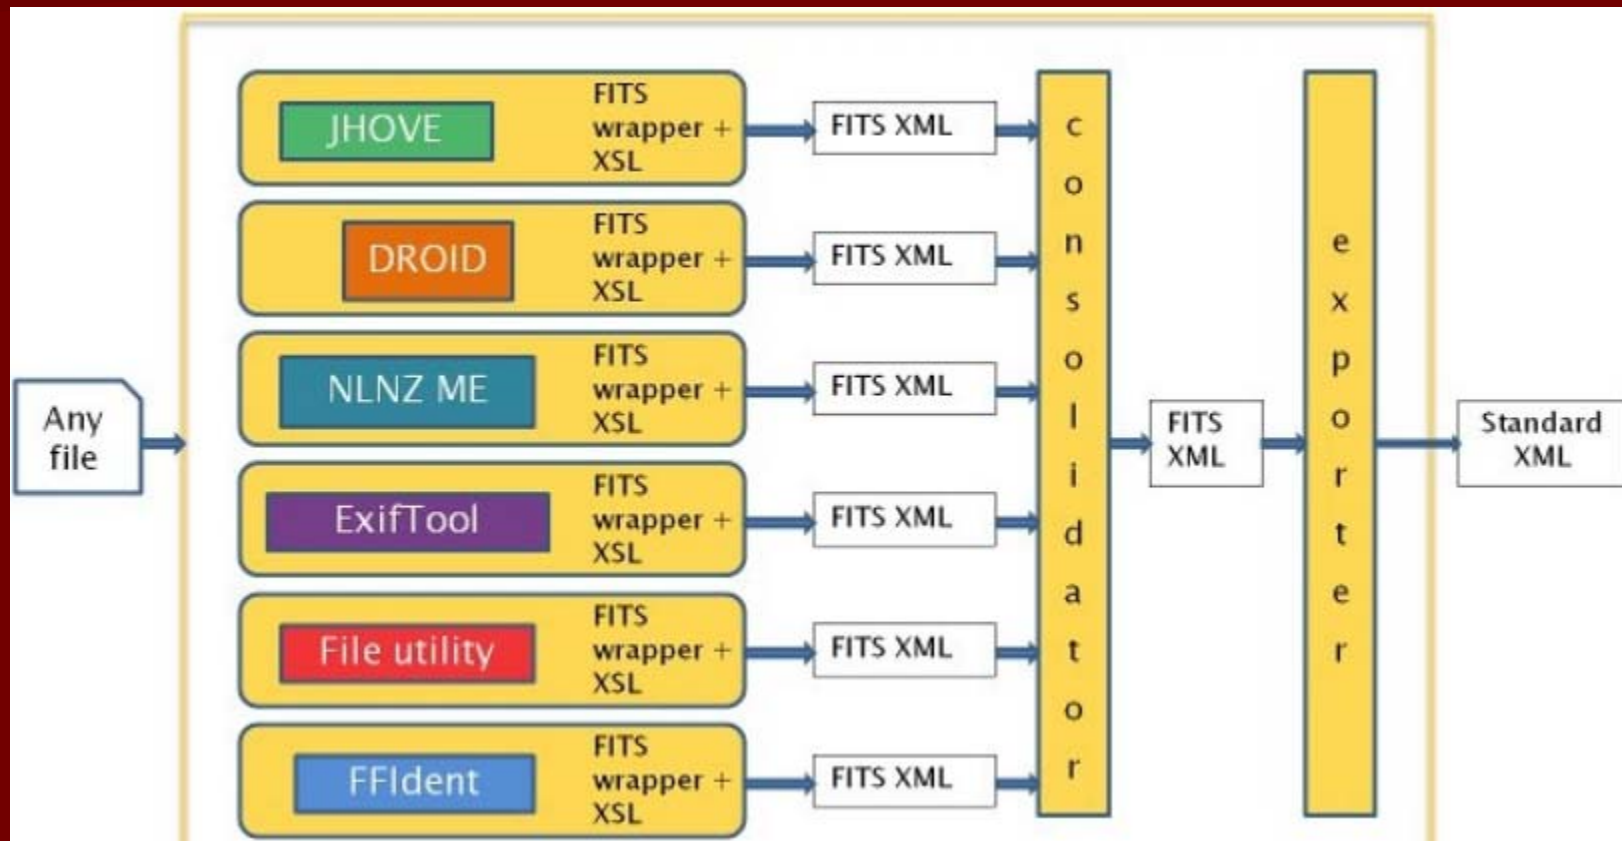 JHOVE
FITS
wrapper +
XSL
FITS XML
DROID
FITS
wrapper +
XSL
FITS XML
NLNZ ME
FITS
wrapper +
XSL
FITS XML
ExifTool
FITS
wrapper +
XSL
FITS XML
File utility
FITS
wrapper +
XSL
FITS XML
FFIdent
FITS
wrapper +
XSL
FITS XML
Any
file
consolidator
FITS
XML
exporter
Standard
XML